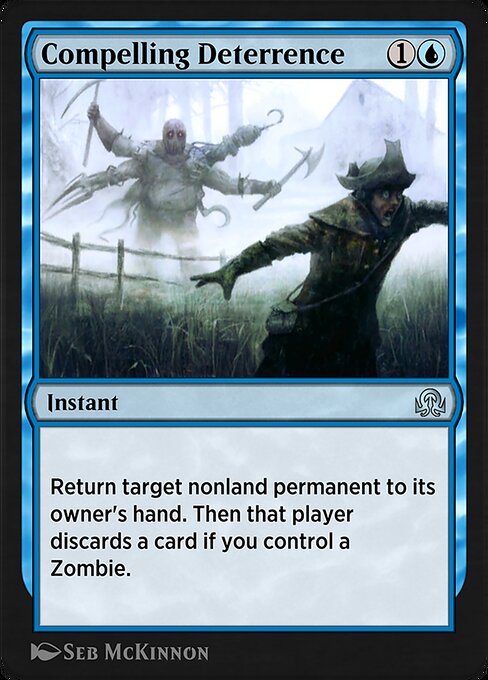 Compelling Deterrence 1
Instant
Return target nonland permanent to its
owner's hand. Then that player
discards a card if you control a
Zombie.
Seb McKinnon